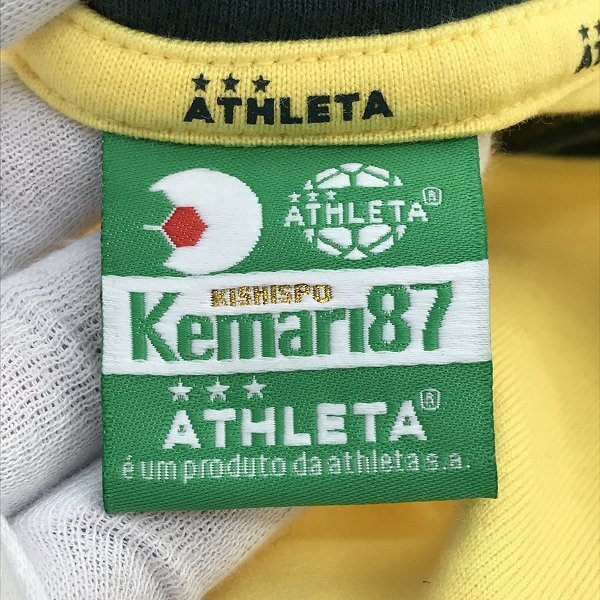 ATHLETA
ATHLETA®
KISHISPO
Kemari87
ATHLETA®
é um produto da athleta s.a.